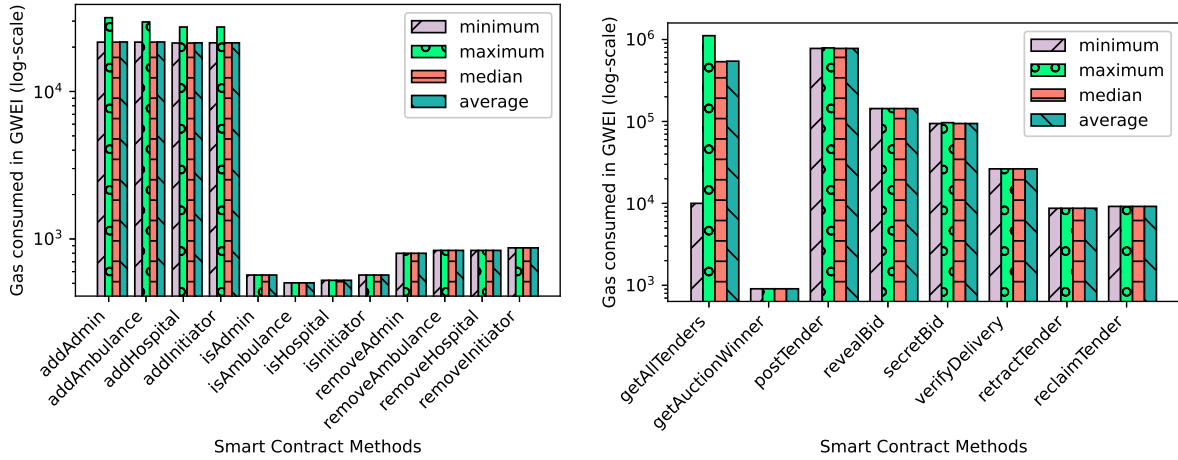 Gas consumed in GWEI (log-scale)
10^4
10^3
minimum
maximum
median
average
addAdmin
addAmbulance
addHospital
addInitiator
isAdmin
isAmbulance
isHospital
isInitiator
removeAdmin
removeAmbulance
removeHospital
removeInitiator
Smart Contract Methods
Gas consumed in GWEI (log-scale)
10^6
10^5
10^4
10^3
minimum
maximum
median
average
getAllTenders
getAuctionWinner
postTender
revealBid
secretBid
verifyDelivery
retractTender
reclaimTender
Smart Contract Methods